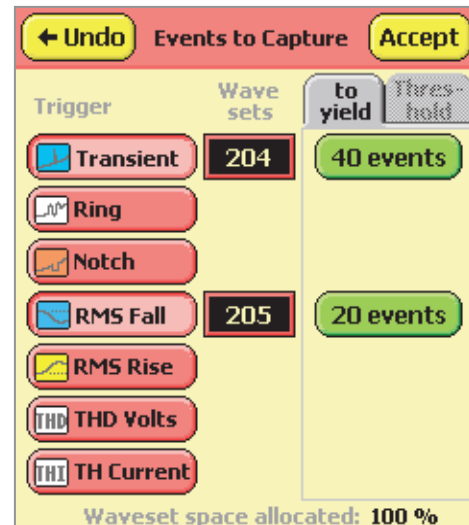 Undo Events to Capture Accept
Trigger Wave sets to yield Thres-hold
Transient 204 40 events
Ring
Notch
RMS Fall 205 20 events
RMS Rise
THD THD Volts
THI TH Current
Waveset space allocated: 100 %